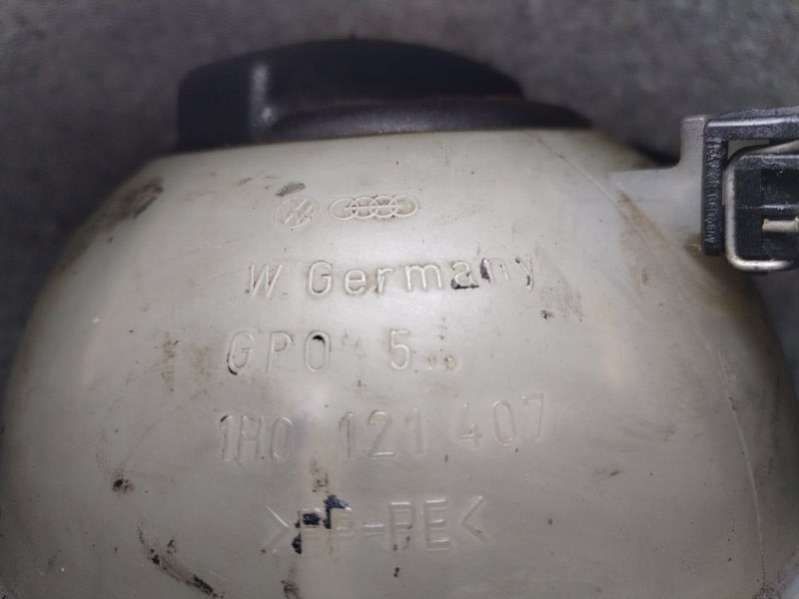 W. Germany
GPO 5
1H0 121 407
>PP-PE<